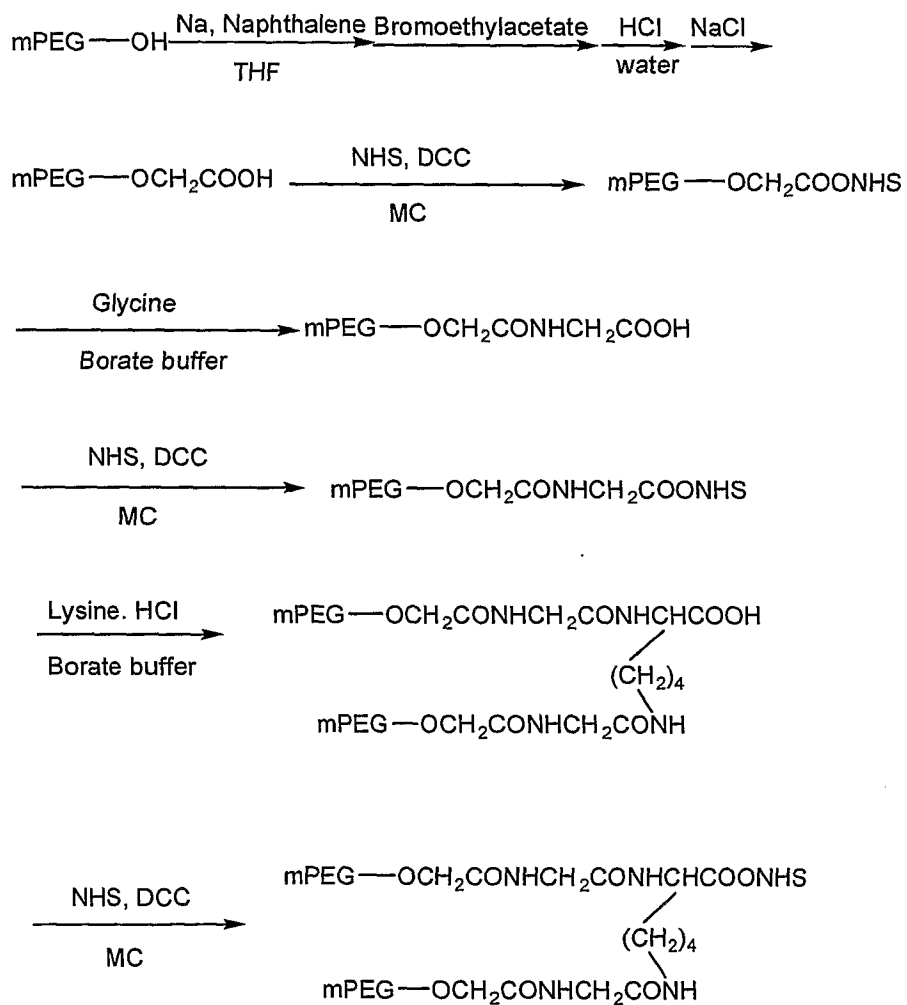 mPEG—OH Na, Naphthalene THF Bromoethylacetate HCl water NaCl
mPEG—OCH2COOH NHS, DCC MC mPEG—OCH2COONHS
Glycine Borate buffer mPEG—OCH2CONHCH2COOH
NHS, DCC MC mPEG—OCH2CONHCH2COONHS
Lysine. HCl Borate buffer mPEG—OCH2CONHCH2CONHCHCOOH
(CH2)4
mPEG—OCH2CONHCH2CONH
NHS, DCC MC mPEG—OCH2CONHCH2CONHCHCOONHS
(CH2)4
mPEG—OCH2CONHCH2CONH